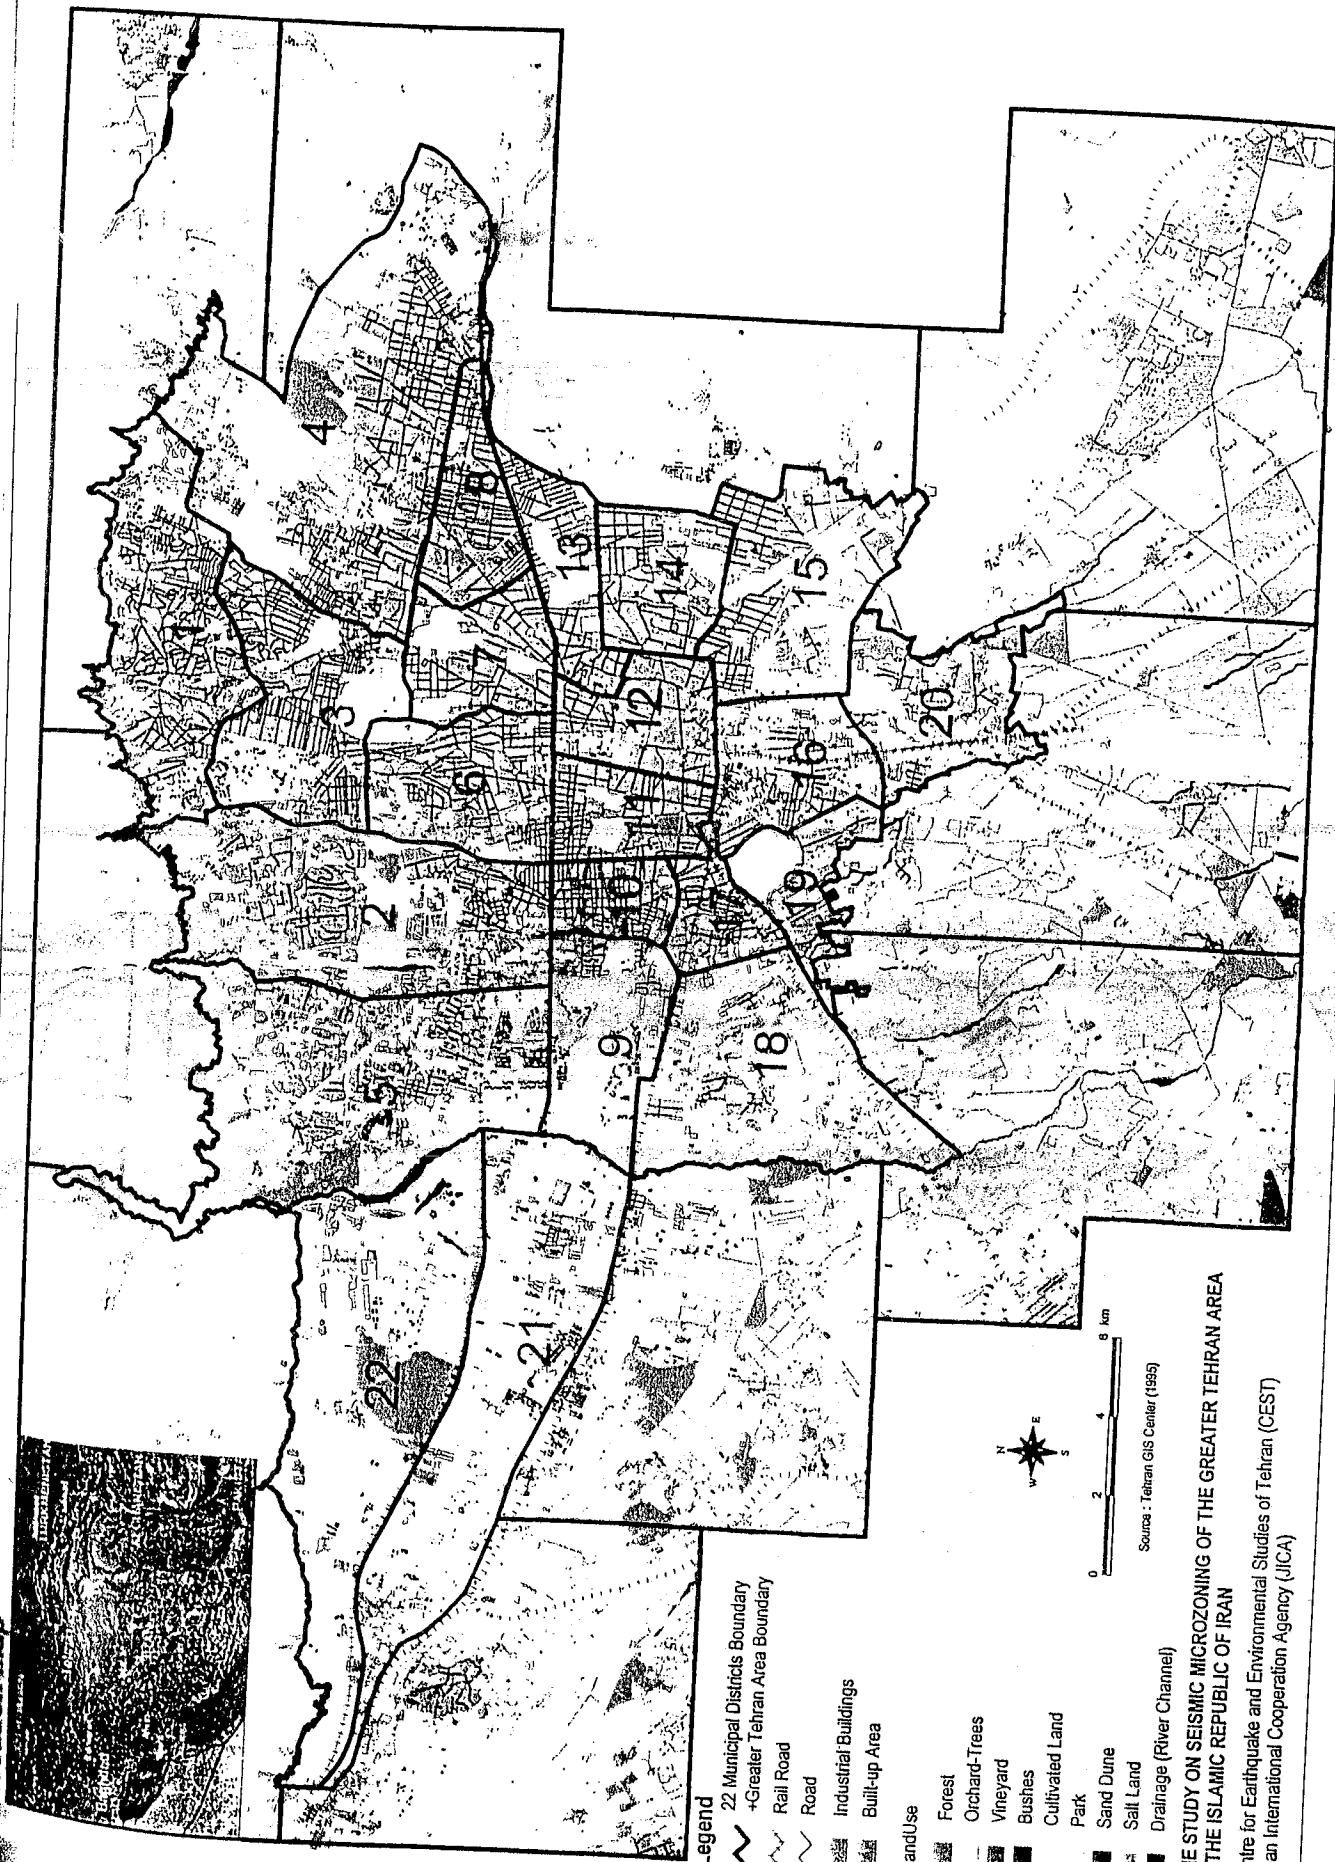 1
2
3
4
5
6
7
8
9
10
11
12
13
14
15
16
17
18
19
20
21
22
Legend
22 Municipal Districts Boundary
+Greater Tehran Area Boundary
Rail Road
Road
Industrial Buildings
Built-up Area
andUse
Forest
Orchard-Trees
Vineyard
Bushes
Cultivated Land
Park
Sand Dune
Salt Land
Drainage (River Channel)
N
W E
S
0 2 4 6 km
Source : Tehran GIS Center (1995)
E STUDY ON SEISMIC MICROZONING OF THE GREATER TEHRAN AREA
THE ISLAMIC REPUBLIC OF IRAN
ntre for Earthquake and Environmental Studies of Tehran (CEST)
an International Cooperation Agency (JICA)